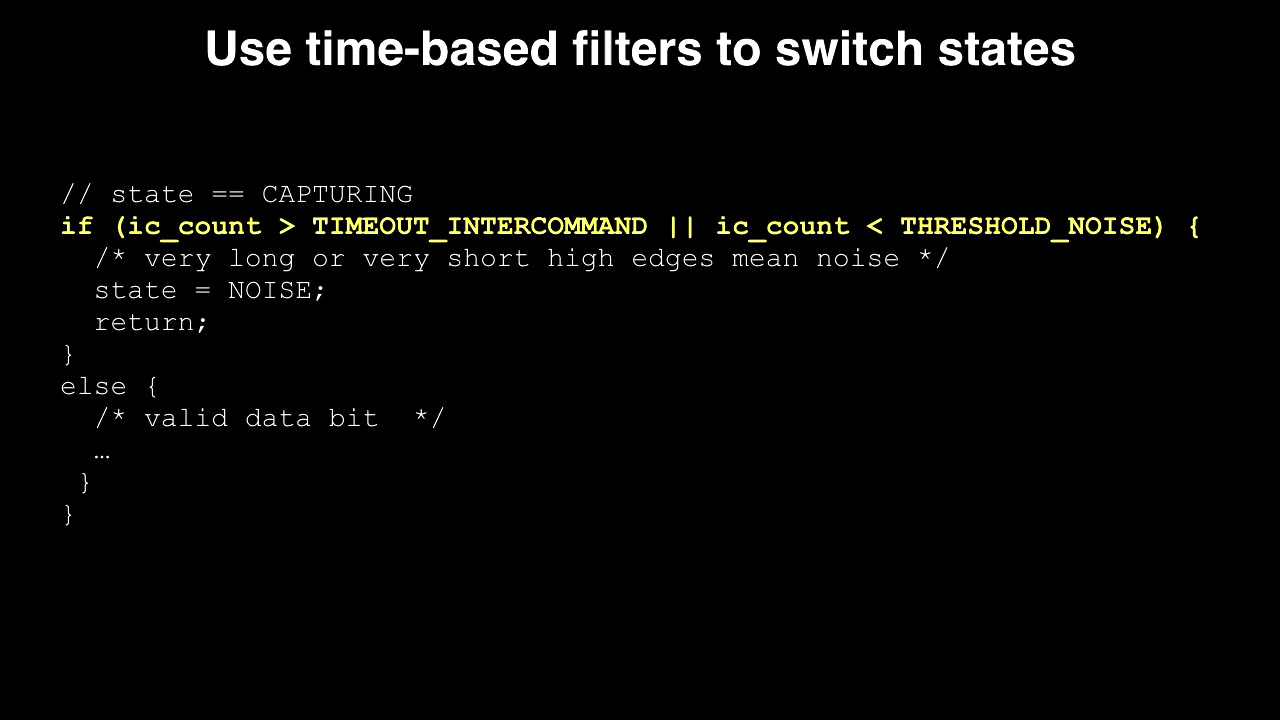 Use time-based filters to switch states
// state == CAPTURING
if (ic_count > TIMEOUT_INTERCOMMAND || ic_count < THRESHOLD_NOISE) {
  /* very long or very short high edges mean noise */
  state = NOISE;
  return;
}
else {
  /* valid data bit  */
  …
 }
}